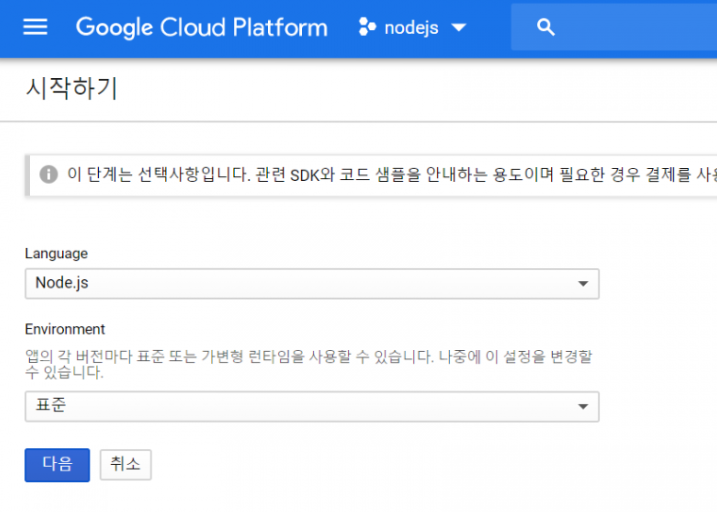 Google Cloud Platform nodejs
시작하기
이 단계는 선택사항입니다. 관련 SDK와 코드 샘플을 안내하는 용도이며 필요한 경우 결제를
Language
Node.js
Environment
앱의 각 버전마다 표준 또는 가변형 런타임을 사용할 수 있습니다. 나중에 이 설정을 변경할
수 있습니다.
표준
다음 취소